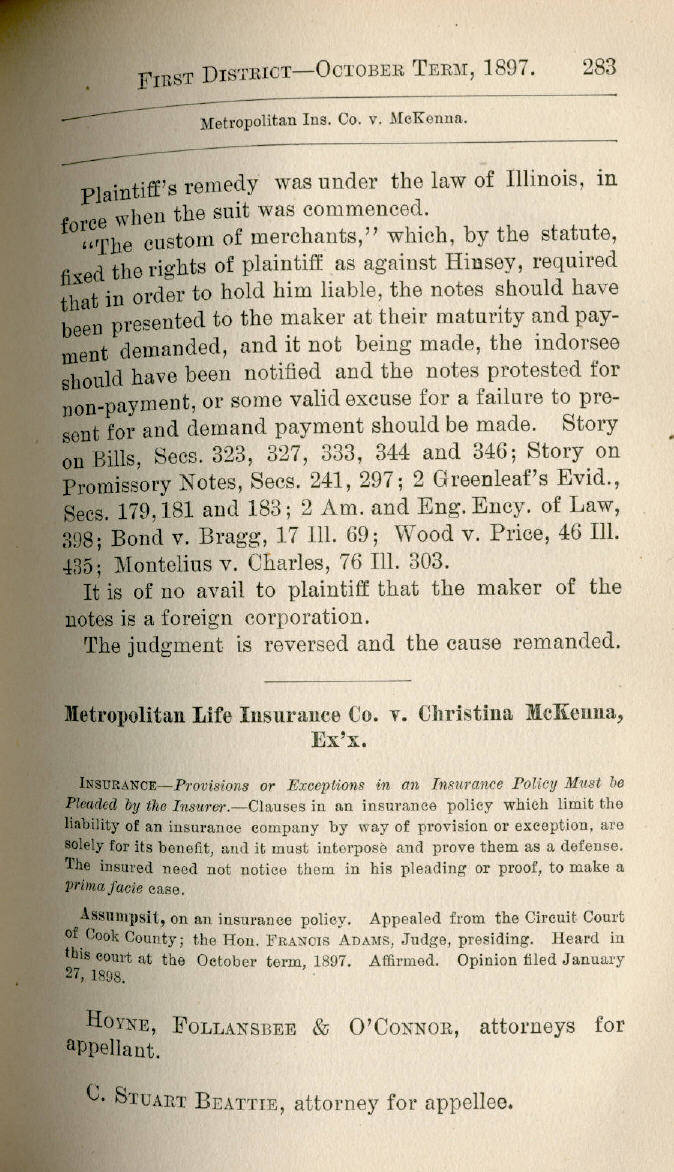 First District—October Term, 1897. 283
Metropolitan Ins. Co. v. McKenna.
Plaintiff's remedy was under the law of Illinois, in
force when the suit was commenced.
"The custom of merchants," which, by the statute,
fixed the rights of plaintiff as against Hinsey, required
that in order to hold him liable, the notes should have
been presented to the maker at their maturity and pay-
ment demanded, and it not being made, the indorsee
should have been notified and the notes protested for
non-payment, or some valid excuse for a failure to pre-
sent for and demand payment should be made. Story
on Bills, Secs. 323, 327, 333, 344 and 346; Story on
Promissory Notes, Secs. 241, 297; 2 Greenleaf's Evid.,
Secs. 179, 181 and 183; 2 Am. and Eng. Ency. of Law,
398; Bond v. Bragg, 17 Ill. 69; Wood v. Price, 46 Ill.
435; Montelius v. Charles, 76 Ill. 303.
It is of no avail to plaintiff that the maker of the
notes is a foreign corporation.
The judgment is reversed and the cause remanded.
Metropolitan Life Insurance Co. v. Christina McKenna,
Ex'x.
Insurance—Provisions or Exceptions in an Insurance Policy Must be
Pleaded by the Insurer.—Clauses in an insurance policy which limit the
liability of an insurance company by way of provision or exception, are
solely for its benefit, and it must interpose and prove them as a defense.
The insured need not notice them in his pleading or proof, to make a
prima facie case.
Assumpsit, on an insurance policy. Appealed from the Circuit Court
of Cook County; the Hon. Francis Adams, Judge, presiding. Heard in
this court at the October term, 1897. Affirmed. Opinion filed January
27, 1898.
Hoyne, Follansbee & O'Connor, attorneys for
appellant.
C. Stuart Beattie, attorney for appellee.